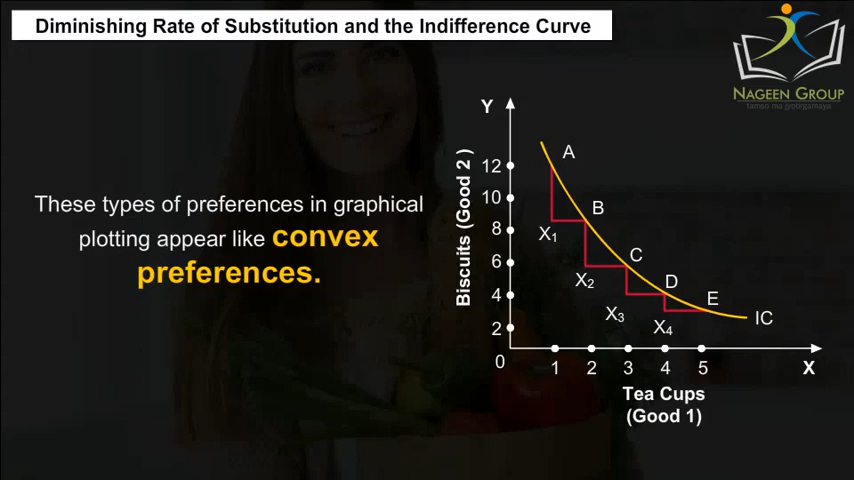 Diminishing Rate of Substitution and the Indifference Curve
NAGEEN GROUP
tamso ma jyotirgamaya
These types of preferences in graphical
plotting appear like convex
preferences.
Y
Biscuits (Good 2 )
12
10
8
6
4
2
0
A
B
C
D
E
IC
X₁
X₂
X₃
X₄
1 2 3 4 5 X
Tea Cups
(Good 1)